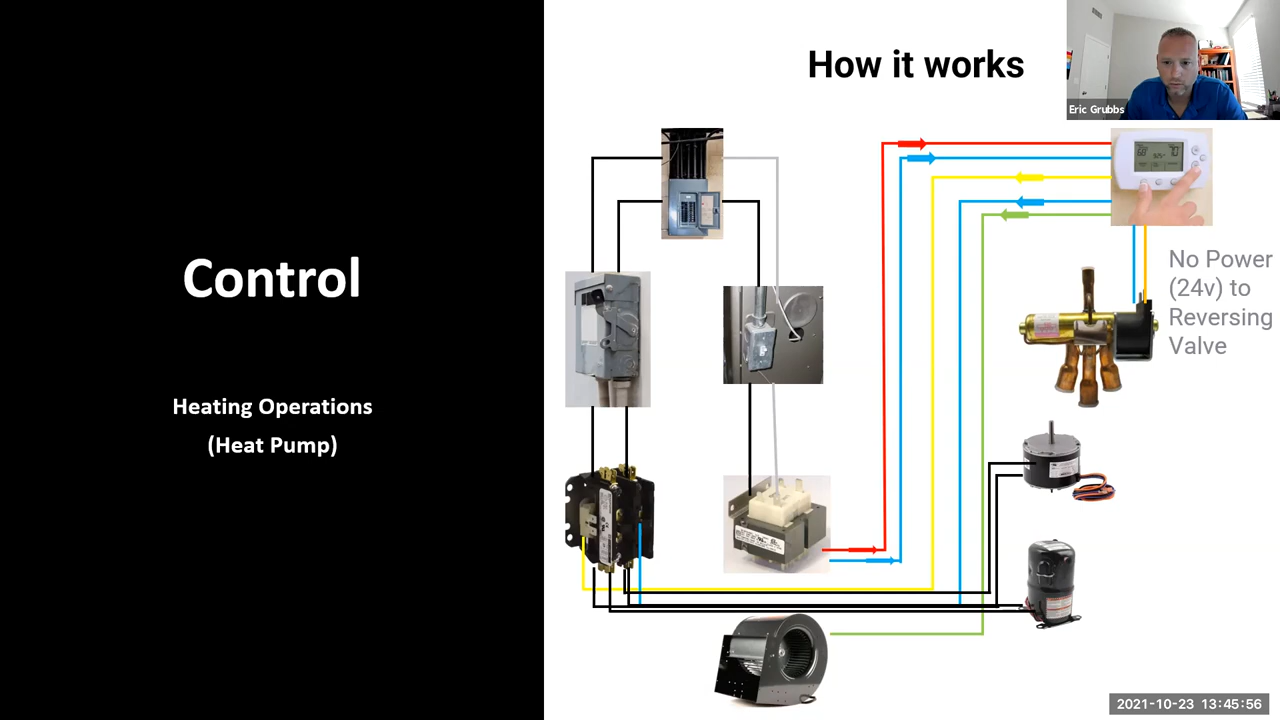 How it works
Eric Grubbs
Control
Heating Operations
(Heat Pump)
No Power
(24v) to
Reversing
Valve
2021-10-23 13:45:56